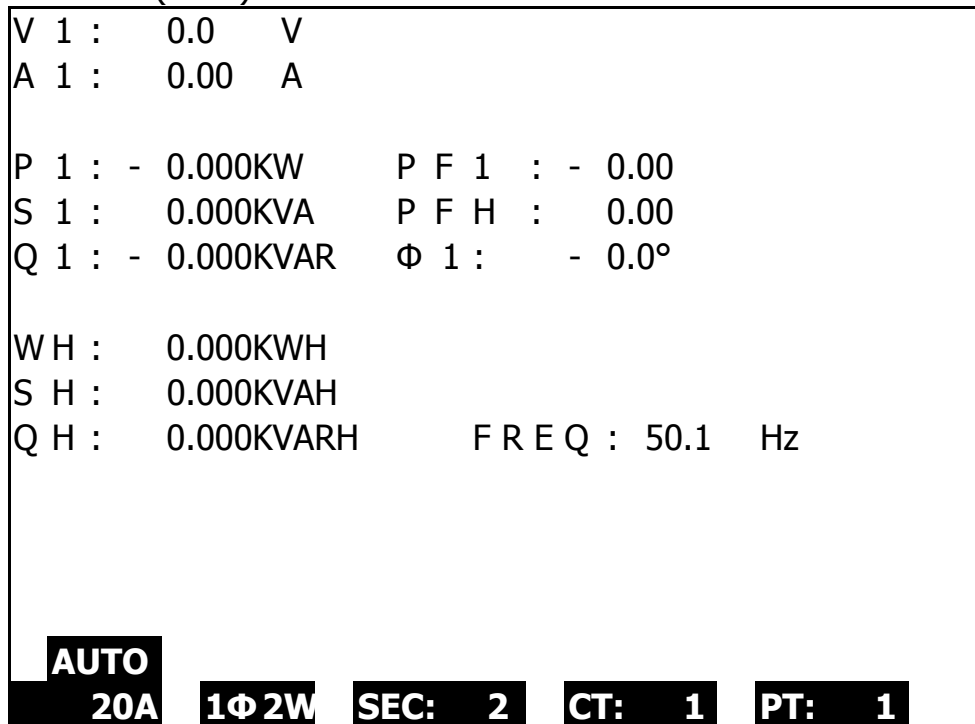 V 1 : 0.0 V
A 1 : 0.00 A
P 1 : - 0.000KW P F 1 : - 0.00
S 1 : 0.000KVA P F H : 0.00
Q 1 : - 0.000KVAR Φ 1 : - 0.0°
W H : 0.000KWH
S H : 0.000KVAH
Q H : 0.000KVARH F R E Q : 50.1 Hz
AUTO
20A 1Φ2W SEC: 2 CT: 1 PT: 1